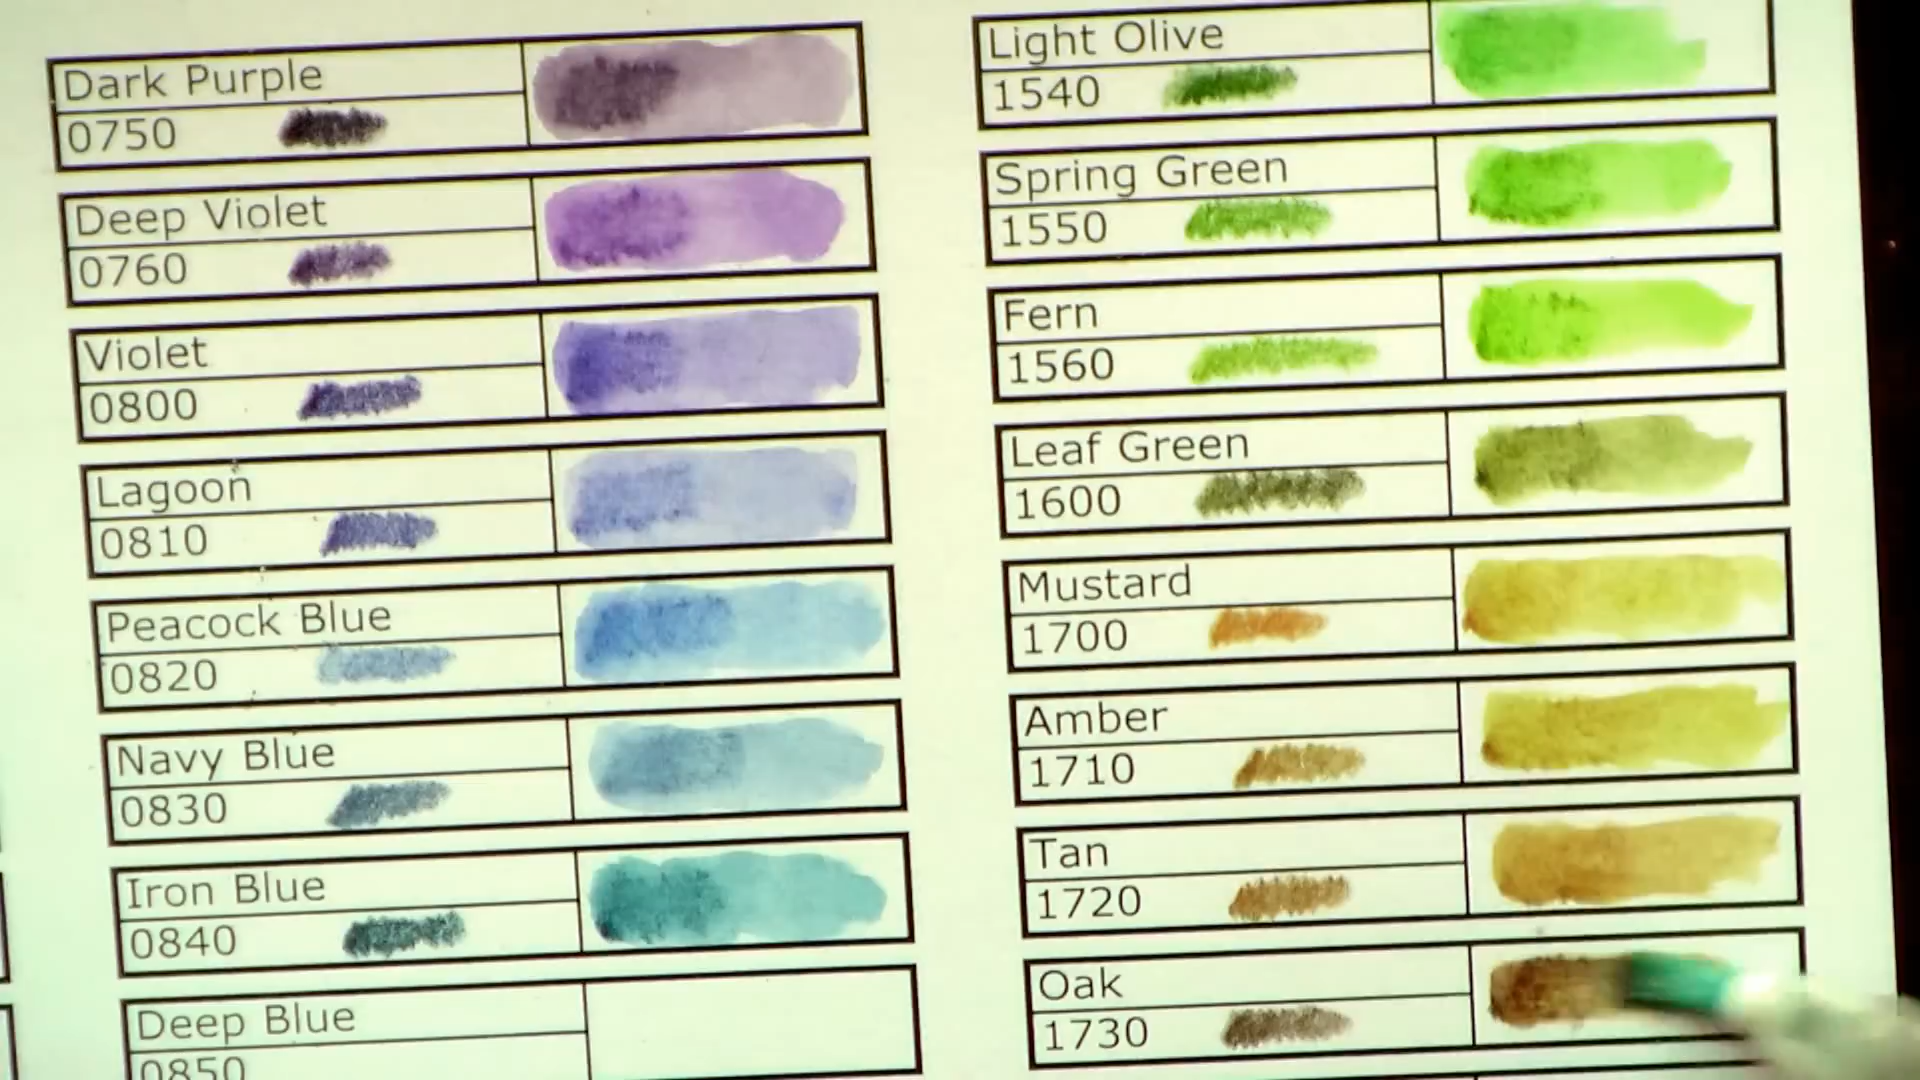 Dark Purple
0750
Deep Violet
0760
Violet
0800
Lagoon
0810
Peacock Blue
0820
Navy Blue
0830
Iron Blue
0840
Deep Blue
0850
Light Olive
1540
Spring Green
1550
Fern
1560
Leaf Green
1600
Mustard
1700
Amber
1710
Tan
1720
Oak
1730